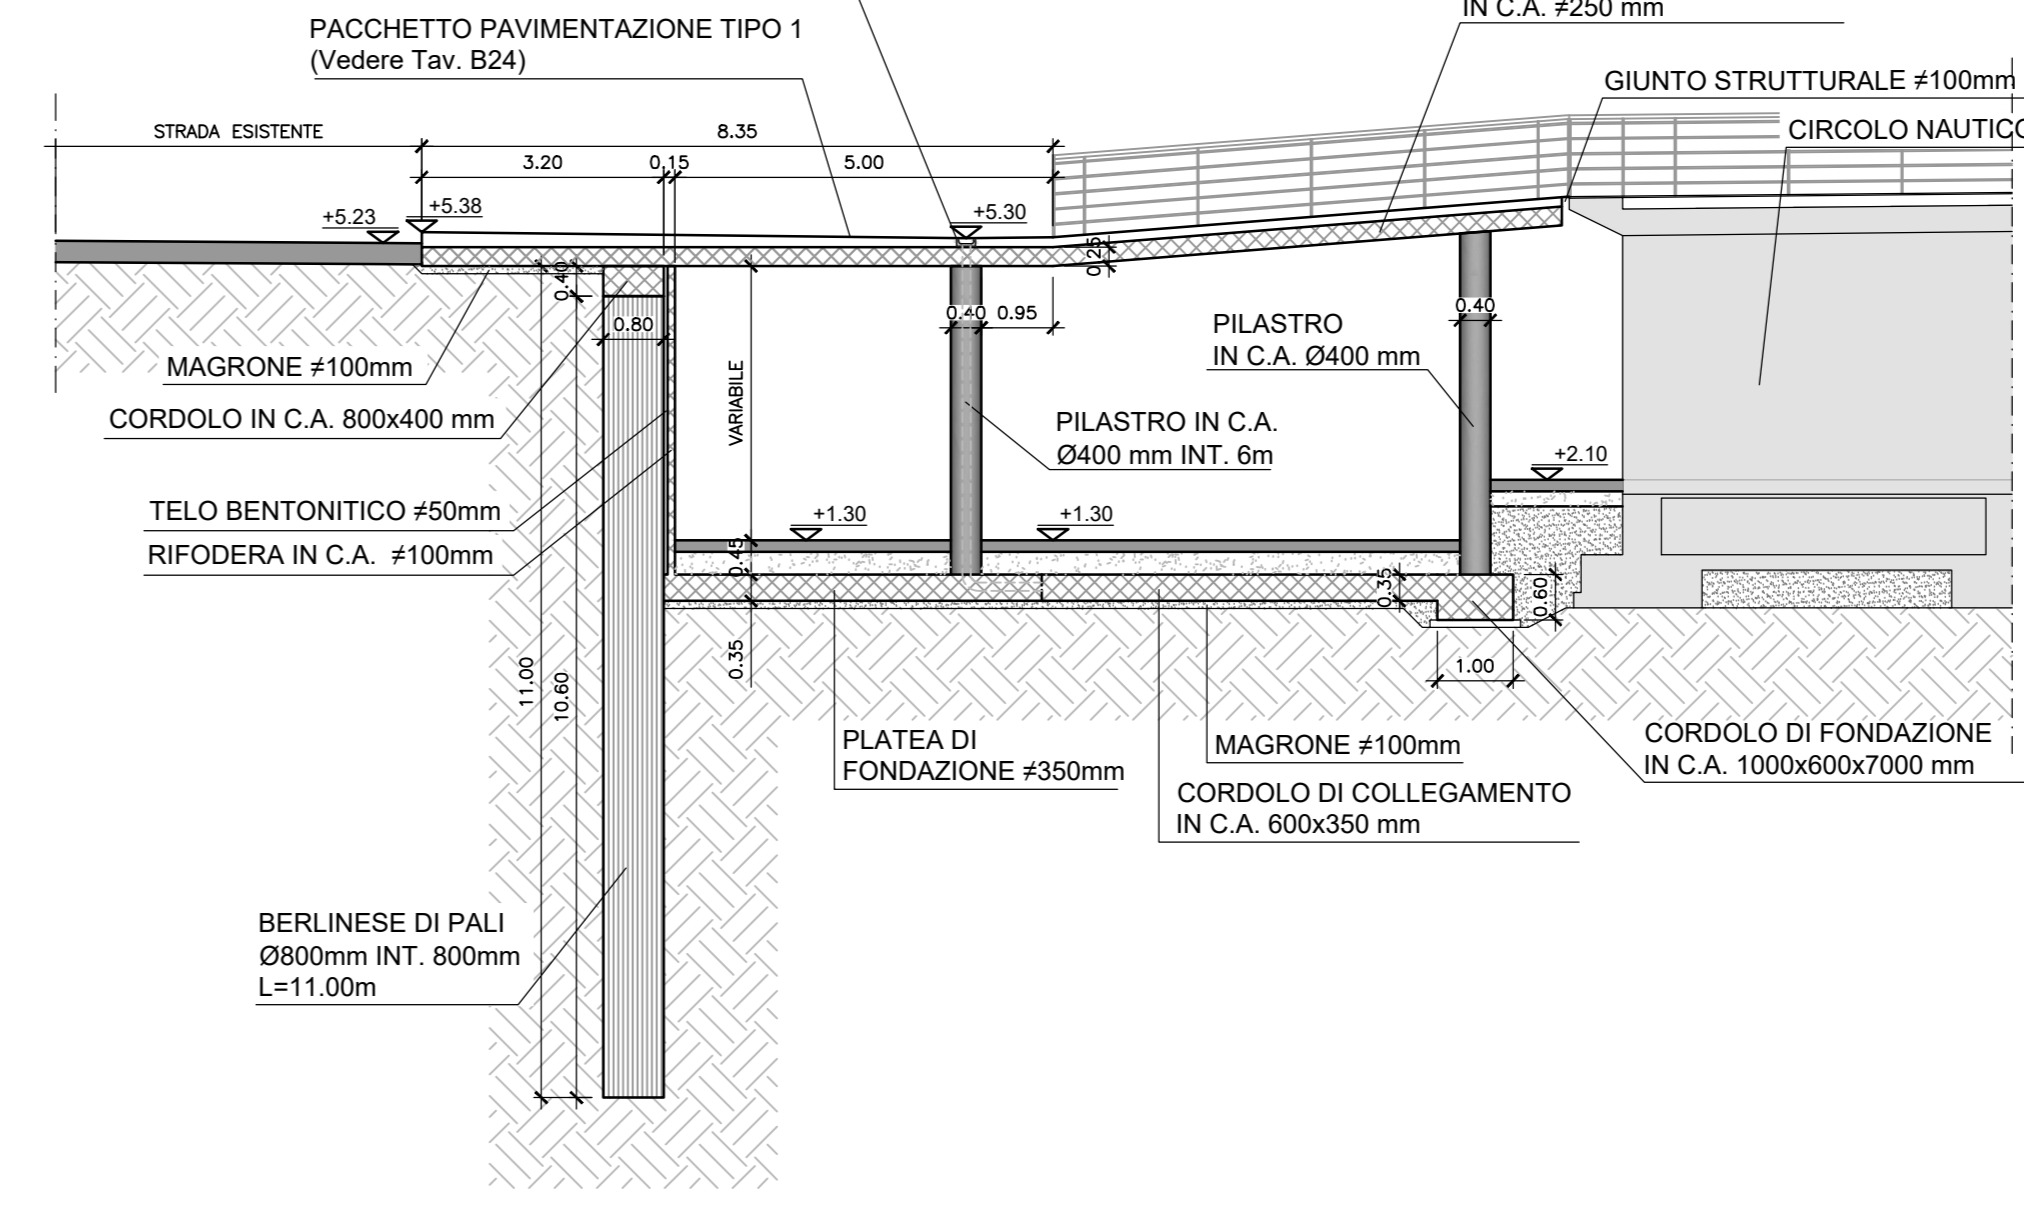 IN C.A. ≠250 mm
PACCHETTO PAVIMENTAZIONE TIPO 1
(Vedere Tav. B24)
GIUNTO STRUTTURALE ≠100mm
CIRCOLO NAUTICO
STRADA ESISTENTE
8.35
3.20
0.15
5.00
+5.23
+5.38
+5.30
0.25
0.40
0.80
0.40
0.95
0.40
PILASTRO
IN C.A. Ø400 mm
MAGRONE ≠100mm
CORDOLO IN C.A. 800x400 mm
VARIABILE
PILASTRO IN C.A.
Ø400 mm INT. 6m
+2.10
TELO BENTONITICO ≠50mm
RIFODERA IN C.A. ≠100mm
+1.30
+1.30
0.45
0.35
0.60
0.35
11.00
10.60
1.00
PLATEA DI
FONDAZIONE ≠350mm
MAGRONE ≠100mm
CORDOLO DI FONDAZIONE
IN C.A. 1000x600x7000 mm
CORDOLO DI COLLEGAMENTO
IN C.A. 600x350 mm
BERLINESE DI PALI
Ø800mm INT. 800mm
L=11.00m